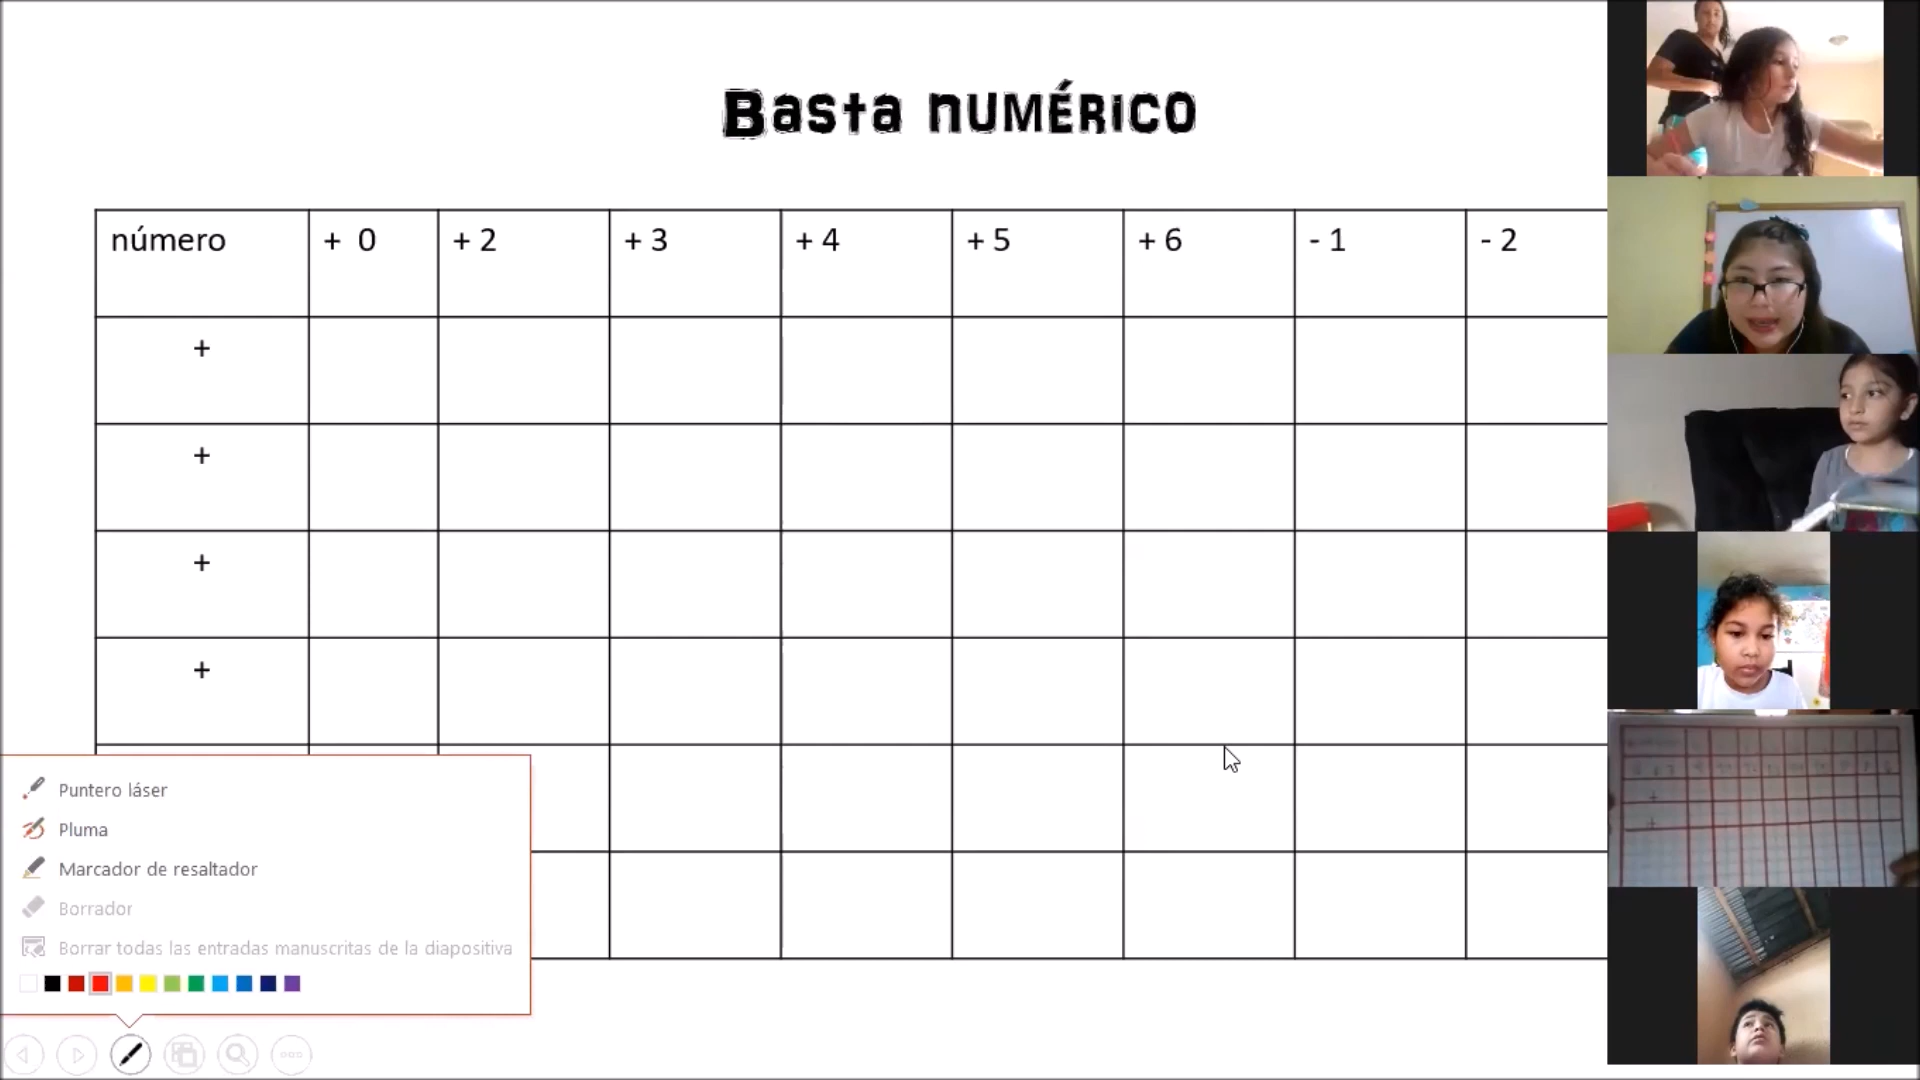 Basta NUMÉRICO
número + 0 + 2 + 3 + 4 + 5 + 6 - 1 - 2
+
+
+
+
Puntero láser
Pluma
Marcador de resaltador
Borrador
Borrar todas las entradas manuscritas de la diapositiva